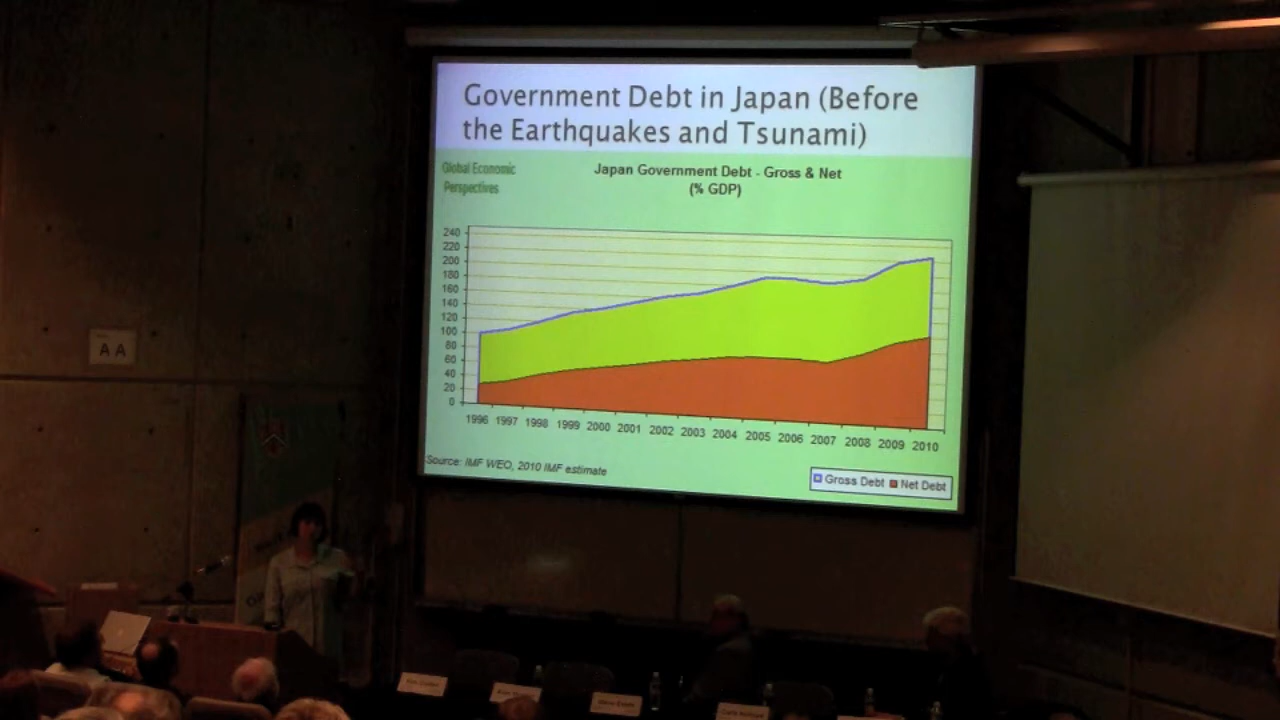 Government Debt in Japan (Before
the Earthquakes and Tsunami)
Global Economic
Perspectives
Japan Government Debt - Gross & Net
(% GDP)
240
220
200
180
160
140
120
100
80
60
40
20
0
1996 1997 1998 1999 2000 2001 2002 2003 2004 2005 2006 2007 2008 2009 2010
Source: IMF WEO, 2010 IMF estimate
Gross Debt Net Debt
A A